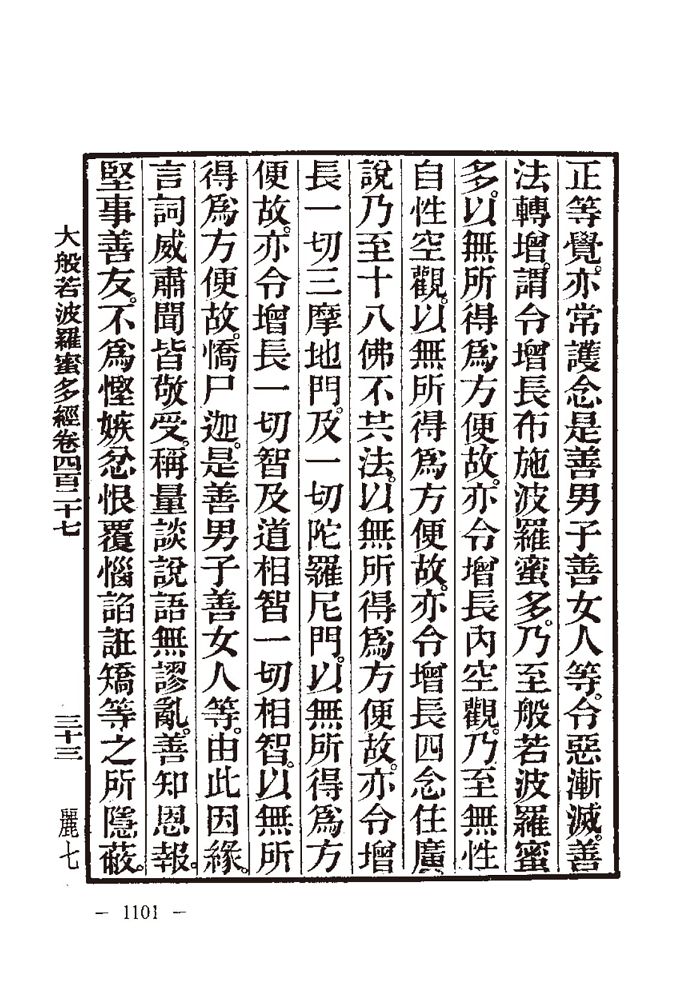 正等覺。亦常護念是善男子善女人等。令惡漸滅。善
法轉增。謂令增長布施波羅蜜多。乃至般若波羅蜜
多。以無所得爲方便故。亦令增長內空觀。乃至無性
自性空觀。以無所得爲方便故。亦令增長四念住廣
說乃至十八佛不共法。以無所得爲方便故。亦令增
長一切三摩地門。及一切陀羅尼門。以無所得爲方
便故。亦令增長一切智及道相智一切相智。以無所
得爲方便故。憍尸迦。是善男子善女人等。由此因緣。
言詞威肅聞皆敬受。稱量談說語無謬亂。善知恩報。
堅事善友。不爲慳嫉忿恨覆惱諂誑矯等之所隱蔽。
大般若波羅蜜多經卷四百二十七
三十三
麗七
— 1101 —